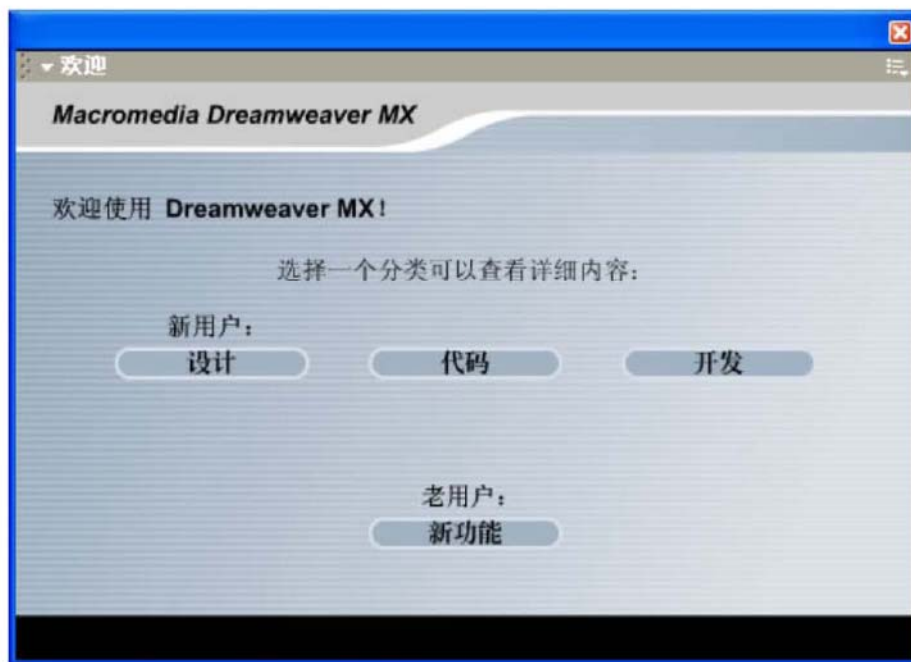 欢迎
Macromedia Dreamweaver MX
欢迎使用 Dreamweaver MX!
选择一个分类可以查看详细内容:
新用户:
设计 代码 开发
老用户:
新功能